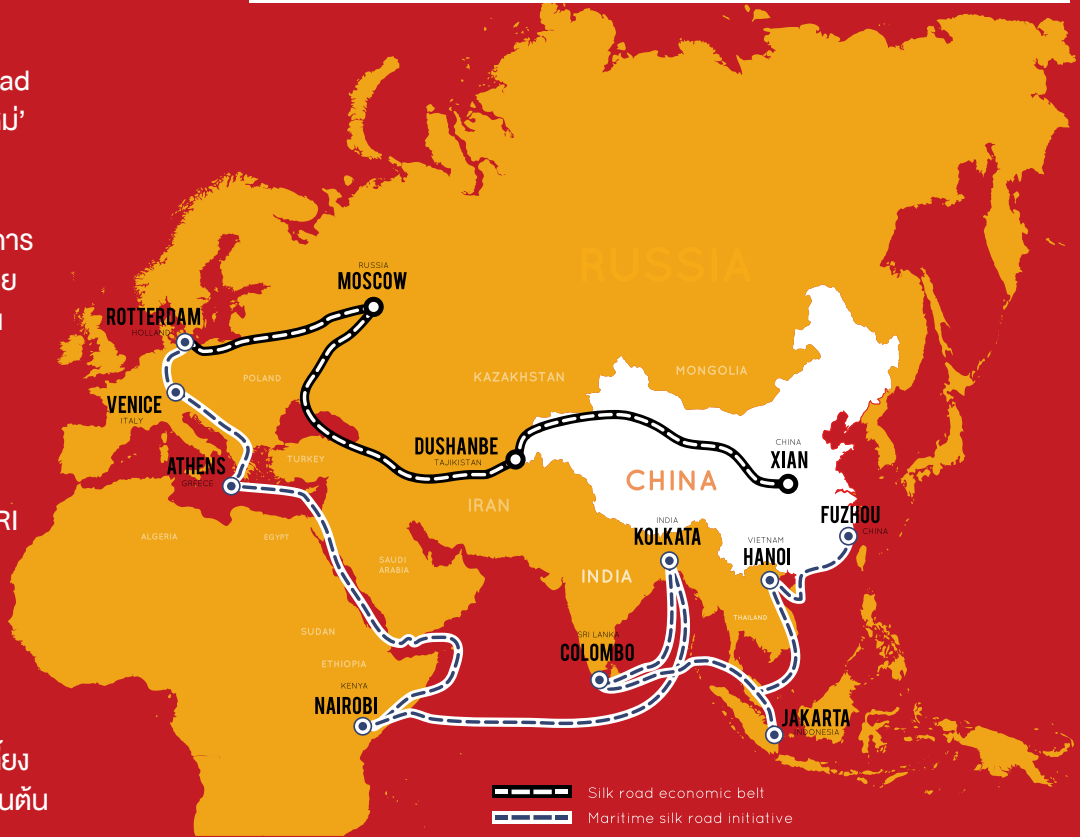 ad
ม่’
การ
ย
RI
นต้น
RUSSIA
RUSSIA
MOSCOW
ROTTERDAM
HOLLAND
POLAND
KAZAKHSTAN
MONGOLIA
VENICE
ITALY
DUSHANBE
TAJIKISTAN
CHINA
XIAN
ATHENS
GREECE
TURKEY
CHINA
IRAN
FUZHOU
CHINA
INDIA
KOLKATA
VIETNAM
HANOI
ALGERIA
EGYPT
SAUDI
ARABIA
INDIA
THAILAND
SUDAN
SRI LANKA
COLOMBO
ETHIOPIA
KENYA
NAIROBI
JAKARTA
INDONESIA
Silk road economic belt
Maritime silk road initiative